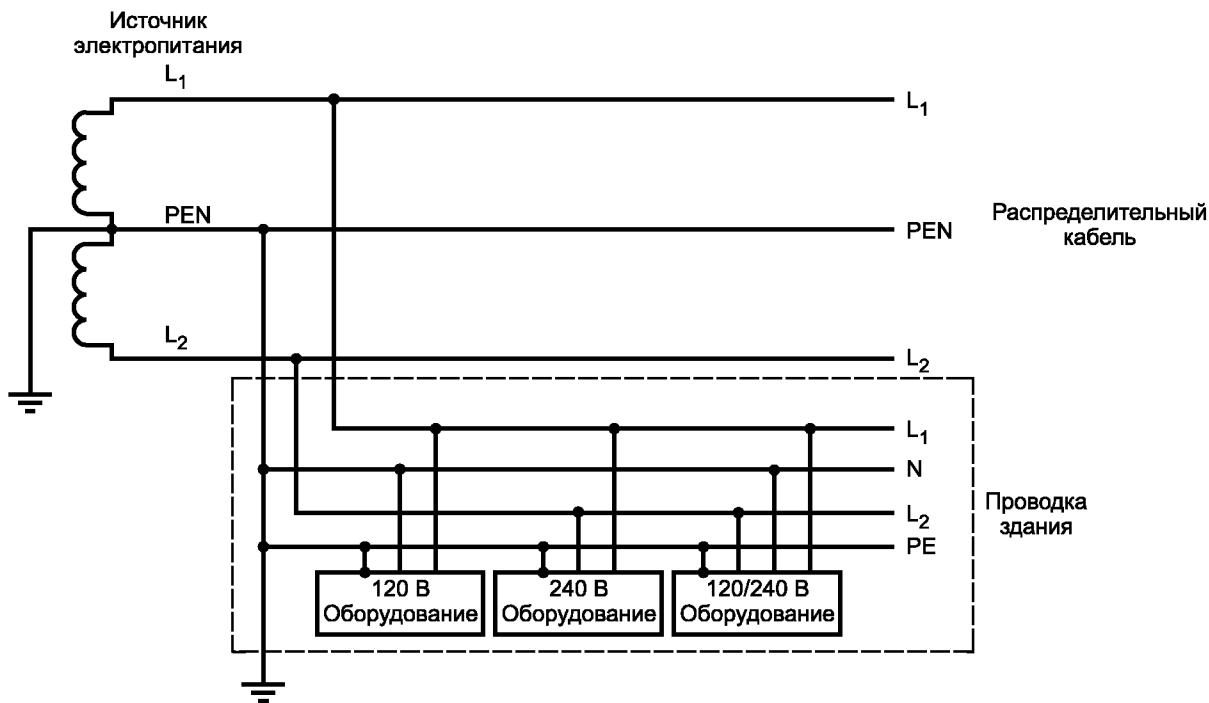 Источник
электропитания
L₁
L₁
PEN
PEN
Распределительный
кабель
L₂
L₂
L₁
N
L₂
PE
Проводка
здания
120 В
Оборудование
240 В
Оборудование
120/240 В
Оборудование